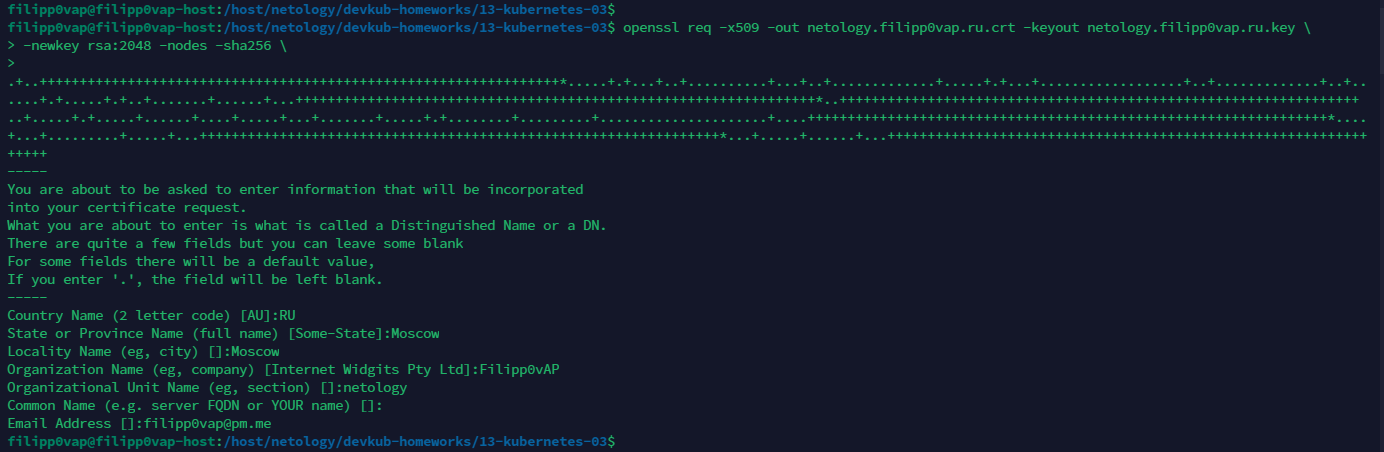 filipp0vap@filipp0vap-host:/host/netology/devkub-homeworks/13-kubernetes-03$
filipp0vap@filipp0vap-host:/host/netology/devkub-homeworks/13-kubernetes-03$ openssl req -x509 -out netology.filipp0vap.ru.crt -keyout netology.filipp0vap.ru.key \
> -newkey rsa:2048 -nodes -sha256 \
>
-----
You are about to be asked to enter information that will be incorporated
into your certificate request.
What you are about to enter is what is called a Distinguished Name or a DN.
There are quite a few fields but you can leave some blank
For some fields there will be a default value,
If you enter '.', the field will be left blank.
-----
Country Name (2 letter code) [AU]:RU
State or Province Name (full name) [Some-State]:Moscow
Locality Name (eg, city) []:Moscow
Organization Name (eg, company) [Internet Widgits Pty Ltd]:Filipp0vAP
Organizational Unit Name (eg, section) []:netology
Common Name (e.g. server FQDN or YOUR name) []:
Email Address []:filipp0vap@pm.me
filipp0vap@filipp0vap-host:/host/netology/devkub-homeworks/13-kubernetes-03$